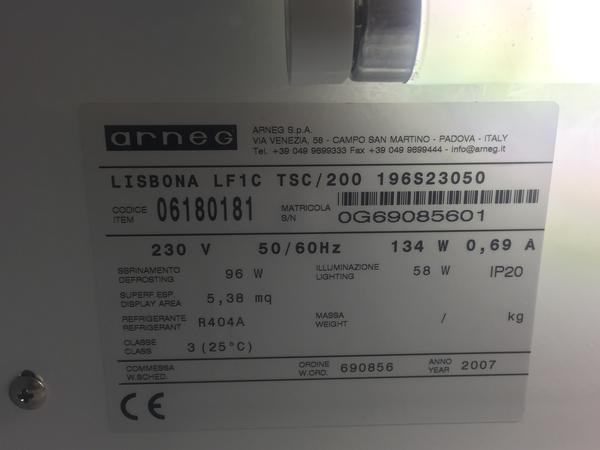 arneg
ARNEG S.p.A.
VIA VENEZIA, 58 - CAMPO SAN MARTINO - PADOVA - ITALY
Tel. +39 049 9699333 Fax +39 049 9699444 - info@arneg.it
LISBONA LF1C TSC/200 196S23050
CODICE ITEM 06180181 MATRICOLA S/N 0G69085601
230 V 50/60Hz 134 W 0,69 A
SBRINAMENTO DEFROSTING 96 W ILLUMINAZIONE LIGHTING 58 W IP20
SUPERF. ESP. DISPLAY AREA 5,38 mq
REFRIGERANTE REFRIGERANT R404A MASSA WEIGHT / kg
CLASSE CLASS 3 (25°C)
COMMESSA W.SCHED. ORDINE W.ORD. 690856 ANNO YEAR 2007
CE